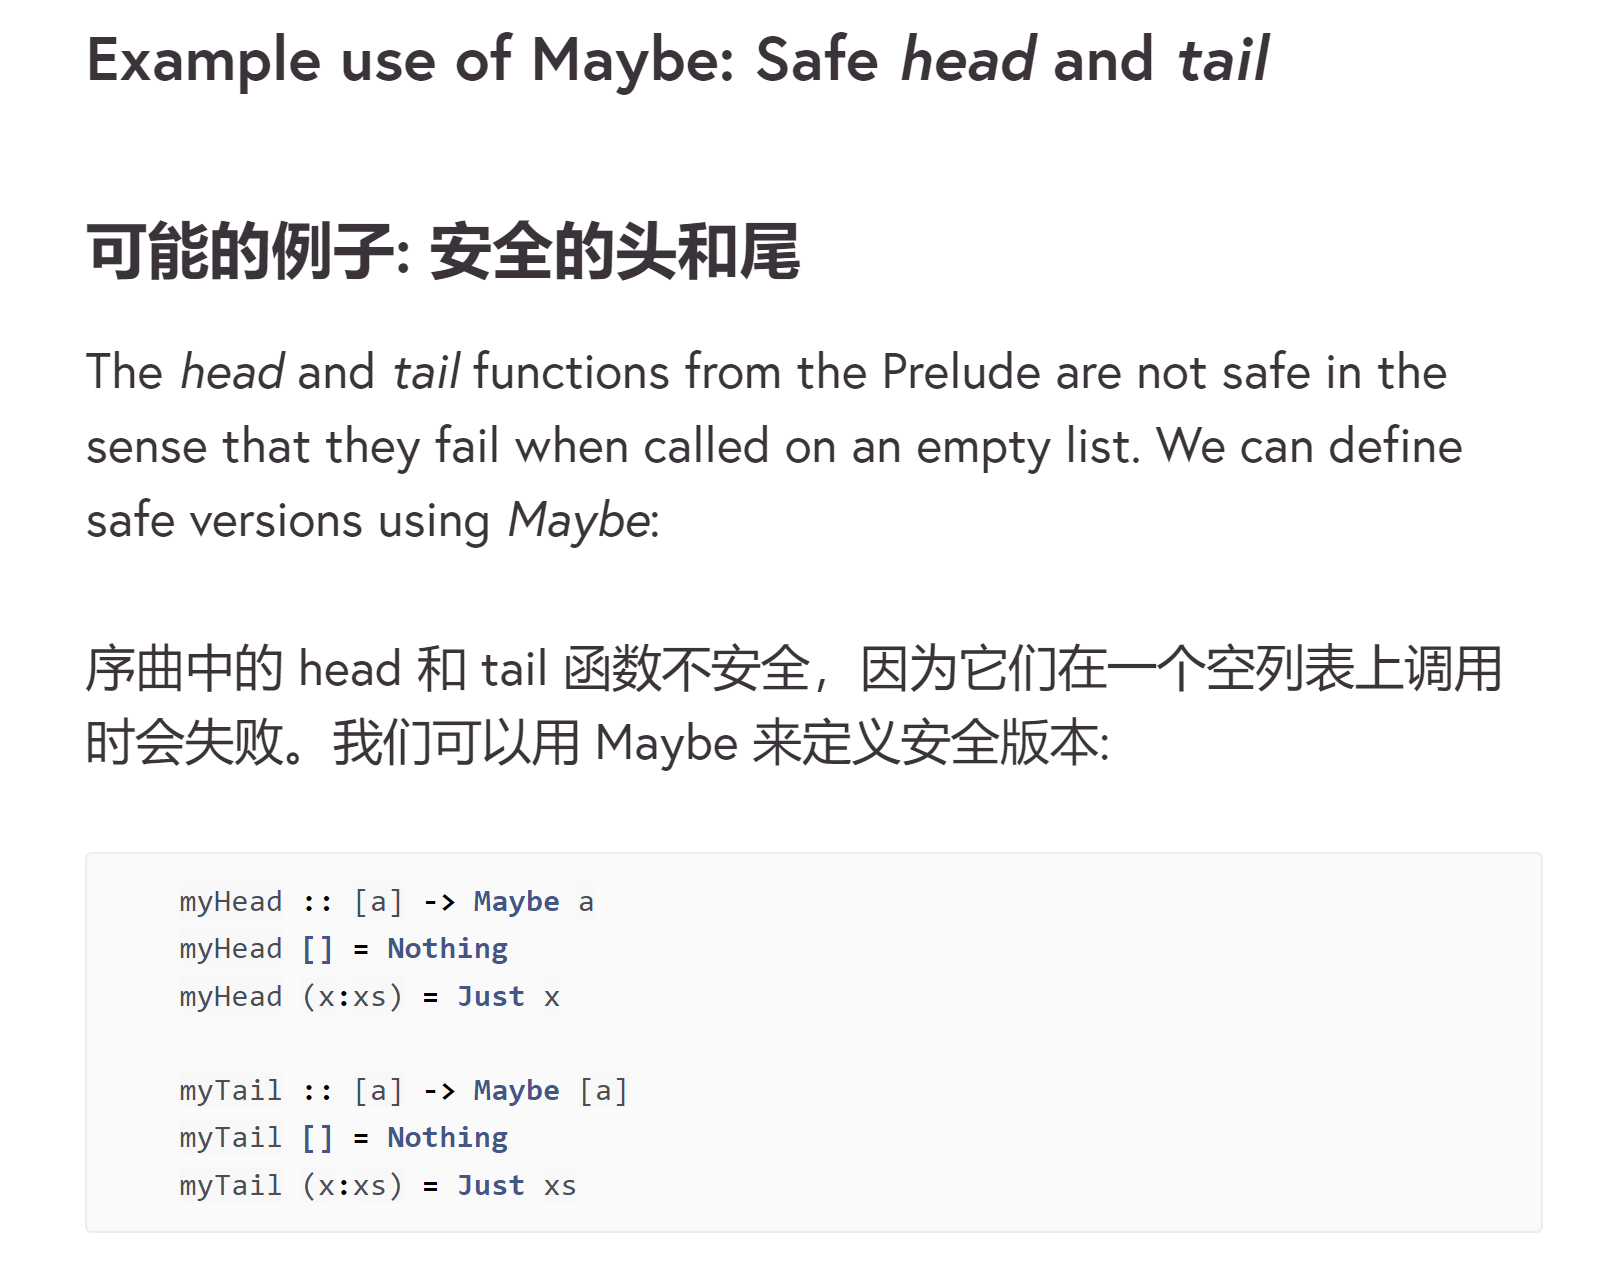 Example use of Maybe: Safe head and tail
可能的例子: 安全的头和尾
The head and tail functions from the Prelude are not safe in the
sense that they fail when called on an empty list. We can define
safe versions using Maybe:
序曲中的 head 和 tail 函数不安全，因为它们在一个空列表上调用
时会失败。我们可以用 Maybe 来定义安全版本:
myHead :: [a] -> Maybe a
myHead [] = Nothing
myHead (x:xs) = Just x
myTail :: [a] -> Maybe [a]
myTail [] = Nothing
myTail (x:xs) = Just xs